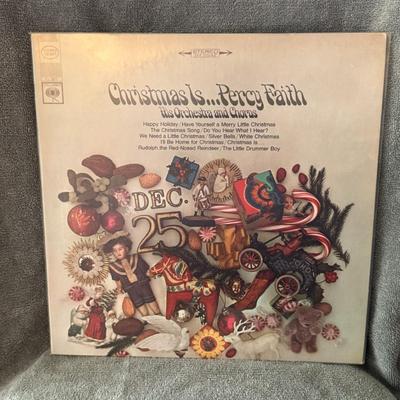 STEREO
Christmas Is...Percy Faith
His Orchestra and Chorus
Happy Holiday/Have Yourself a Merry Little Christmas
The Christmas Song/Do You Hear What I Hear?
We Need a Little Christmas/Silver Bells/White Christmas
I'll Be Home for Christmas/Christmas Is ...
Rudolph the Red-Nosed Reindeer/The Little Drummer Boy
DEC.
25